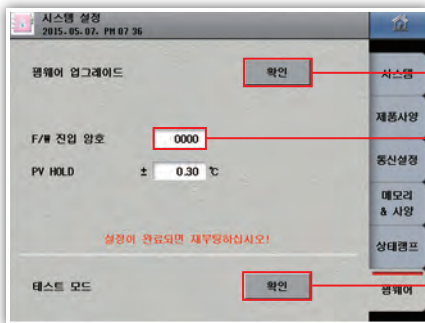 시스템 설정
2015.05.07. PM 07 36
펌웨어 업그레이드
확인
시스템
제품사양
F/W 진입 암호
0000
통신설정
PV HOLD ± 0.30 ℃
메모리
& 사양
설정이 완료되면 재부팅하십시오!
상태램프
테스트 모드
확인
펌웨어